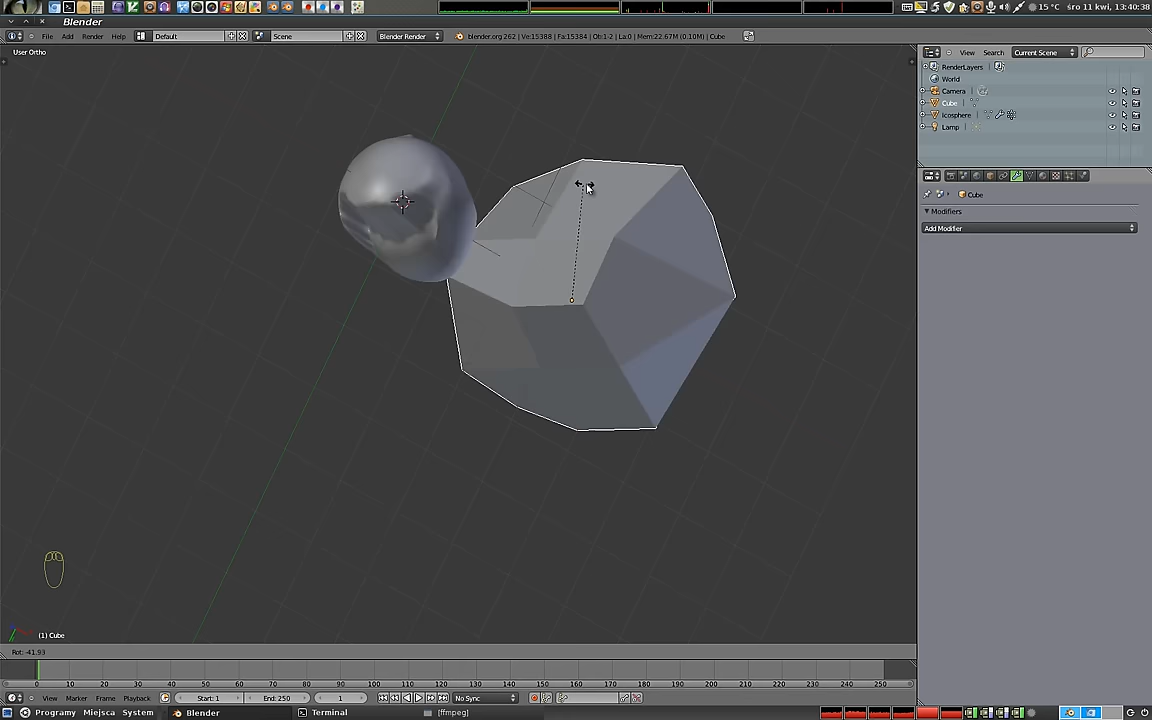 15 °C śro 11 kwi, 13:40:38
Blender
File Add Render Help Default Scene Blender Render blender.org 262 | Ve:15388 | Fa:15384 | Ob:1-2 | La:0 | Mem:22.67M (0.10M) | Cube
User Ortho
View Search Current Scene
RenderLayers
World
Camera
Cube
Icosphere
Lamp
Cube
Modifiers
Add Modifier
(1) Cube
Rot: -41.93
10 20 30 40 50 60 70 80 90 100 110 120 130 140 150 160 170 180 190 200 210 220 230 240 250
View Marker Frame Playback Start: 1 End: 250 1 No Sync
Programy Miejsca System Blender Terminal [ffmpeg]